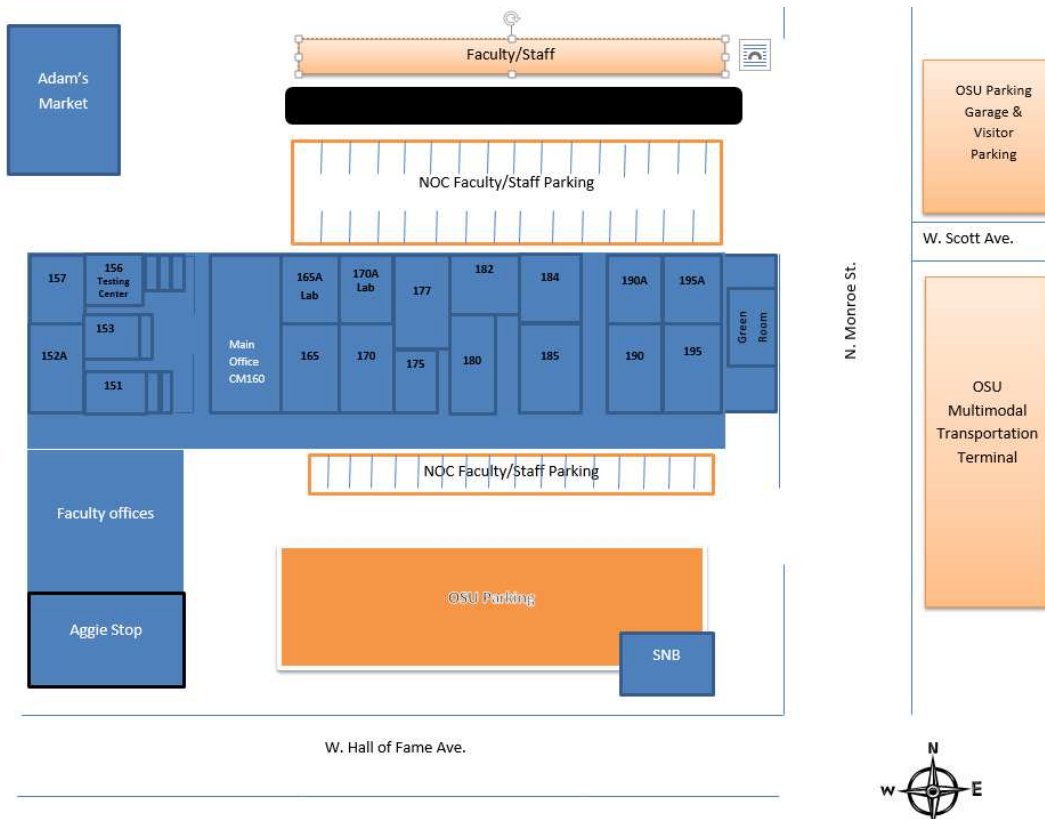 Faculty/Staff
Adam's
Market
OSU Parking
Garage &
Visitor
Parking
NOC Faculty/Staff Parking
W. Scott Ave.
157
156
Testing
Center
165A
Lab
170A
Lab
177
182
184
190A
195A
Green
Room
N. Monroe St.
153
152A
151
Main
Office
CM160
165
170
175
180
185
190
195
OSU
Multimodal
Transportation
Terminal
NOC Faculty/Staff Parking
Faculty offices
OSU Parking
Aggie Stop
SNB
W. Hall of Fame Ave.
N
W
E